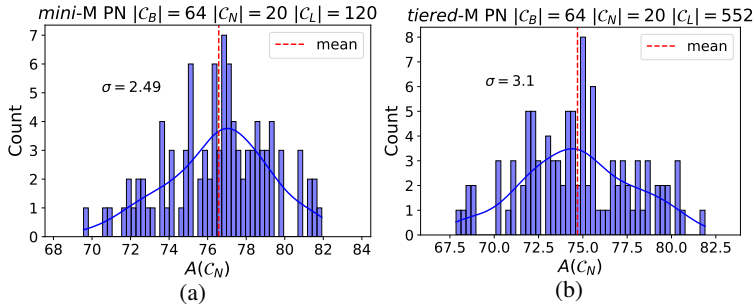 mini-M PN |𝒞_B| = 64 |𝒞_N| = 20 |𝒞_L| = 120
7
6
5
4
3
2
1
0
Count
σ = 2.49
mean
68 70 72 74 76 78 80 82 84
A(𝒞_N)
(a)
tiered-M PN |𝒞_B| = 64 |𝒞_N| = 20 |𝒞_L| = 552
8
7
6
5
4
3
2
1
0
Count
σ = 3.1
mean
67.5 70.0 72.5 75.0 77.5 80.0 82.5
A(𝒞_N)
(b)